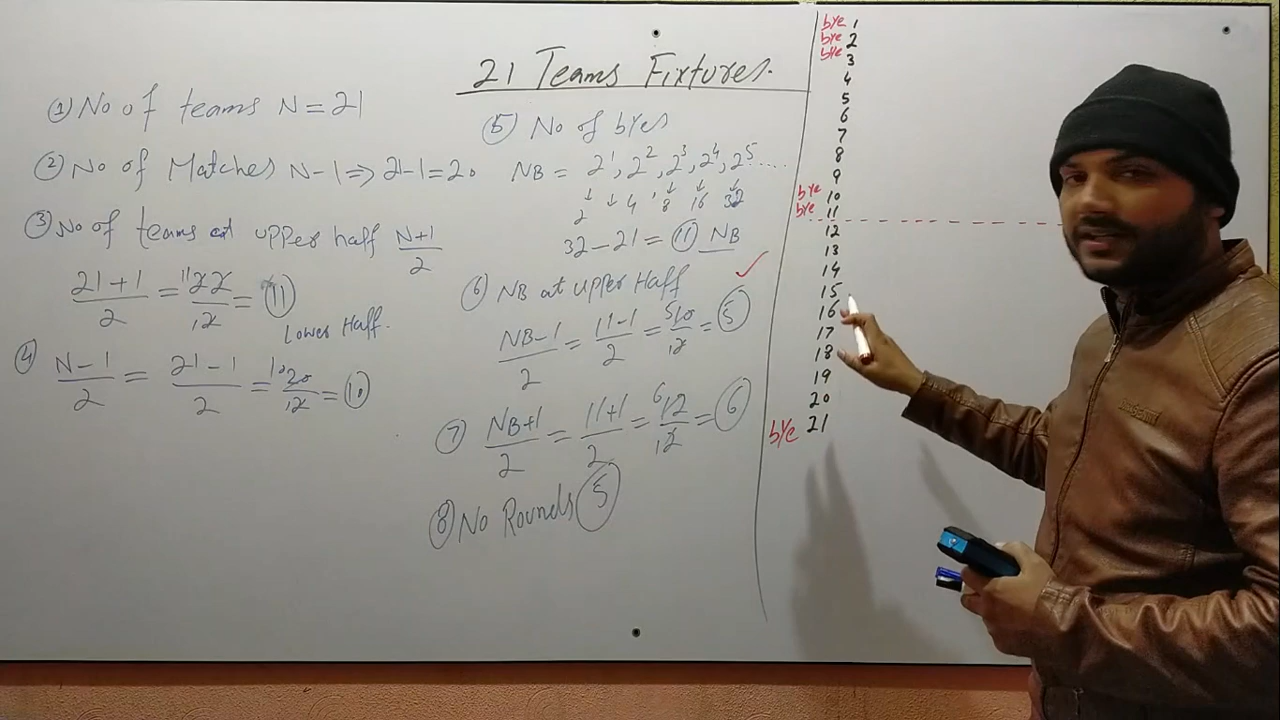 21 Teams Fixtures.
① No of teams N = 21
② No of Matches N-1 ⇒ 21-1 = 20
③ No of teams at upper half N+1/2
21+1/2 = 22/2 = ⑪
Lower Half.
④ N-1/2 = 21-1/2 = 20/2 = ⑩
⑤ No of byes
NB = 2¹, 2², 2³, 2⁴, 2⁵ .....
↓ ↓ ↓ ↓ ↓
2 4 8 16 32
32-21 = ⑪ NB
⑥ NB at upper Half ✓
NB-1/2 = 11-1/2 = 10/2 = ⑤
⑦ NB+1/2 = 11+1/2 = 12/2 = ⑥
⑧ No Rounds ⑤
bye 1
bye 2
bye 3
4
5
6
7
8
9
bye 10
bye 11
12
13
14
15
16
17
18
19
20
bye 21